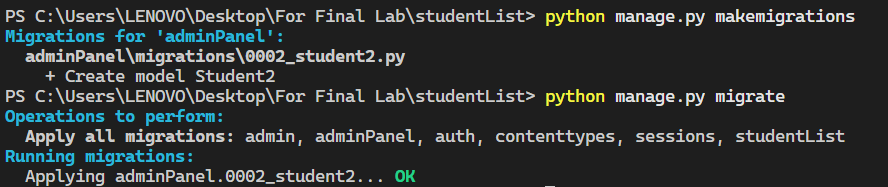 PS C:\Users\LENOVO\Desktop\For Final Lab\studentList> python manage.py makemigrations
Migrations for 'adminPanel':
  adminPanel\migrations\0002_student2.py
    + Create model Student2
PS C:\Users\LENOVO\Desktop\For Final Lab\studentList> python manage.py migrate
Operations to perform:
  Apply all migrations: admin, adminPanel, auth, contenttypes, sessions, studentList
Running migrations:
  Applying adminPanel.0002_student2... OK